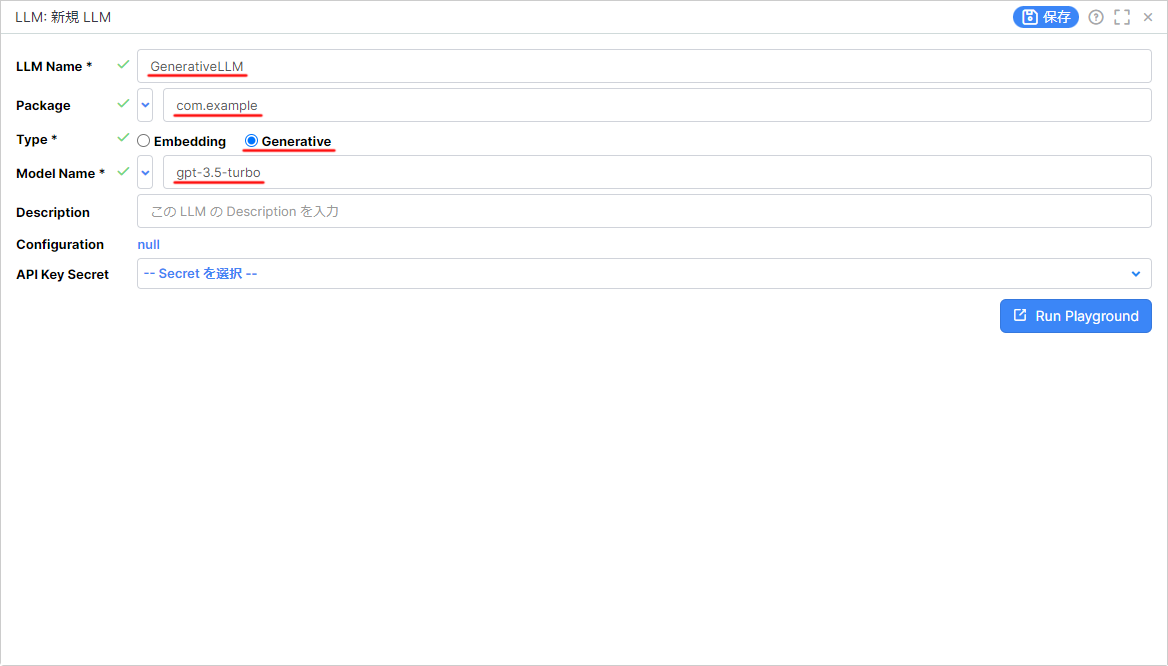 LLM: 新規 LLM
保存
LLM Name *
GenerativeLLM
Package
com.example
Type *
Embedding Generative
Model Name *
gpt-3.5-turbo
Description
この LLM の Description を入力
Configuration
null
API Key Secret
-- Secret を選択 --
Run Playground